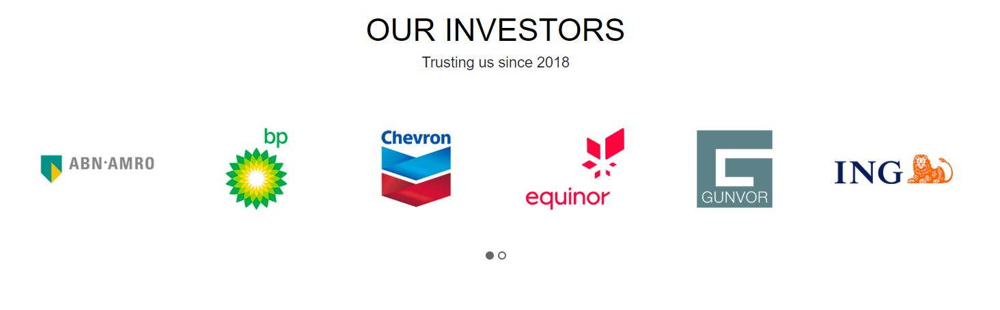 OUR INVESTORS
Trusting us since 2018
ABN·AMRO
bp
Chevron
equinor
GUNVOR
ING